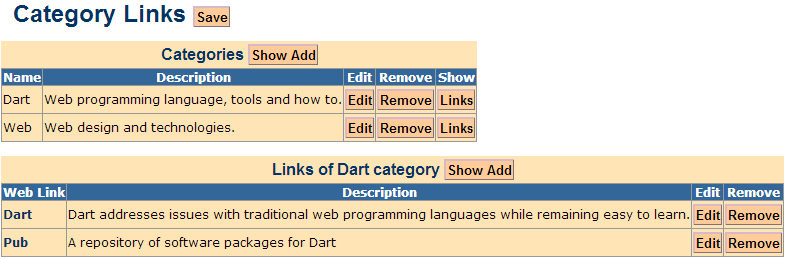 Category Links Save
Categories Show Add
Name Description Edit Remove Show
Dart Web programming language, tools and how to. Edit Remove Links
Web Web design and technologies. Edit Remove Links
Links of Dart category Show Add
Web Link Description Edit Remove
Dart Dart addresses issues with traditional web programming languages while remaining easy to learn. Edit Remove
Pub A repository of software packages for Dart Edit Remove